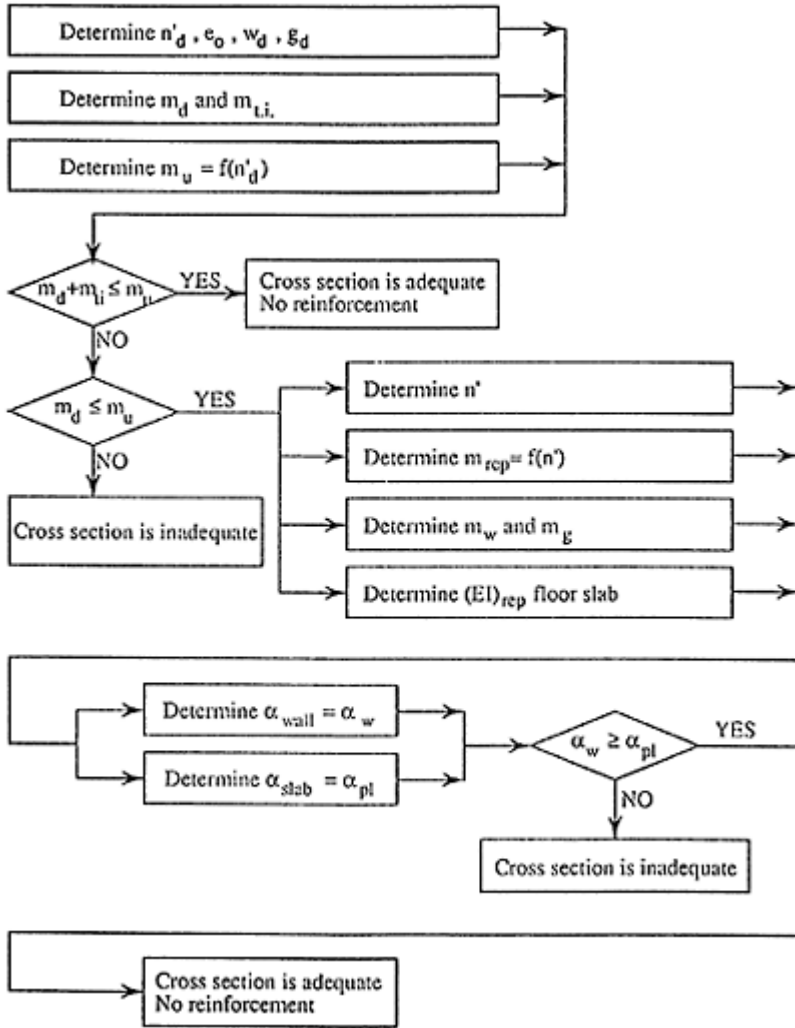 Determine n'd , eo , wd , gd
Determine md and mt.i.
Determine mu = f(n'd)
md+mti ≤ mu
YES
Cross section is adequate
No reinforcement
NO
md ≤ mu
YES
NO
Cross section is inadequate
Determine n'
Determine mrep= f(n')
Determine mw and mg
Determine (EI)rep floor slab
Determine αwall = αw
Determine αslab = αpl
αw ≥ αpl
YES
NO
Cross section is inadequate
Cross section is adequate
No reinforcement